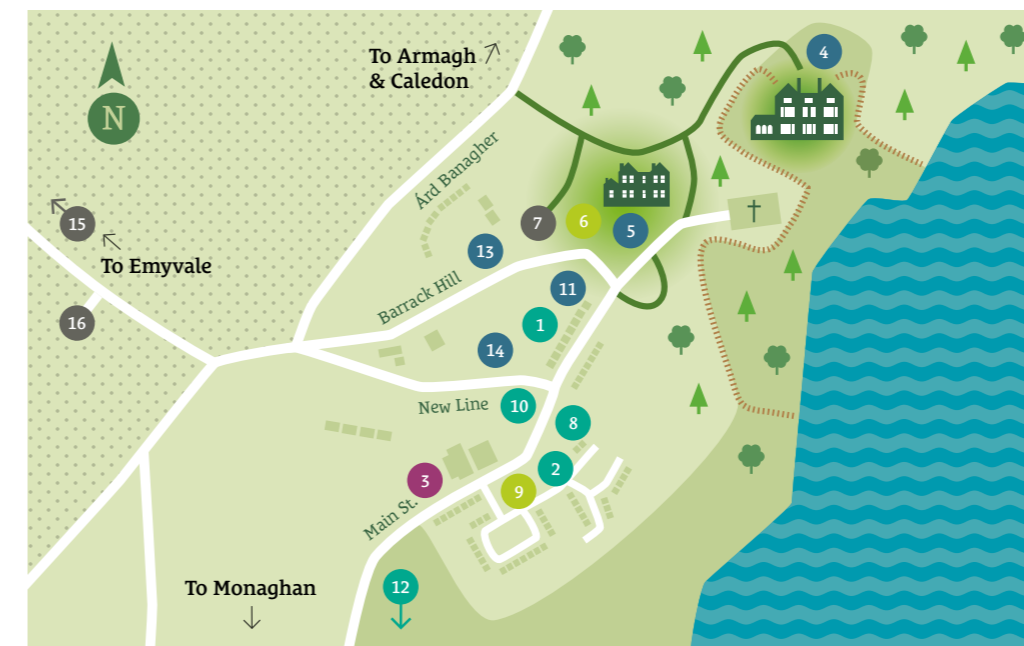 To Armagh
& Caledon
4
N
Árd Banagher
15
7
6
5
To Emyvale
13
Barrack Hill
11
16
1
14
New Line
10
8
2
3
9
Main St.
To Monaghan
12